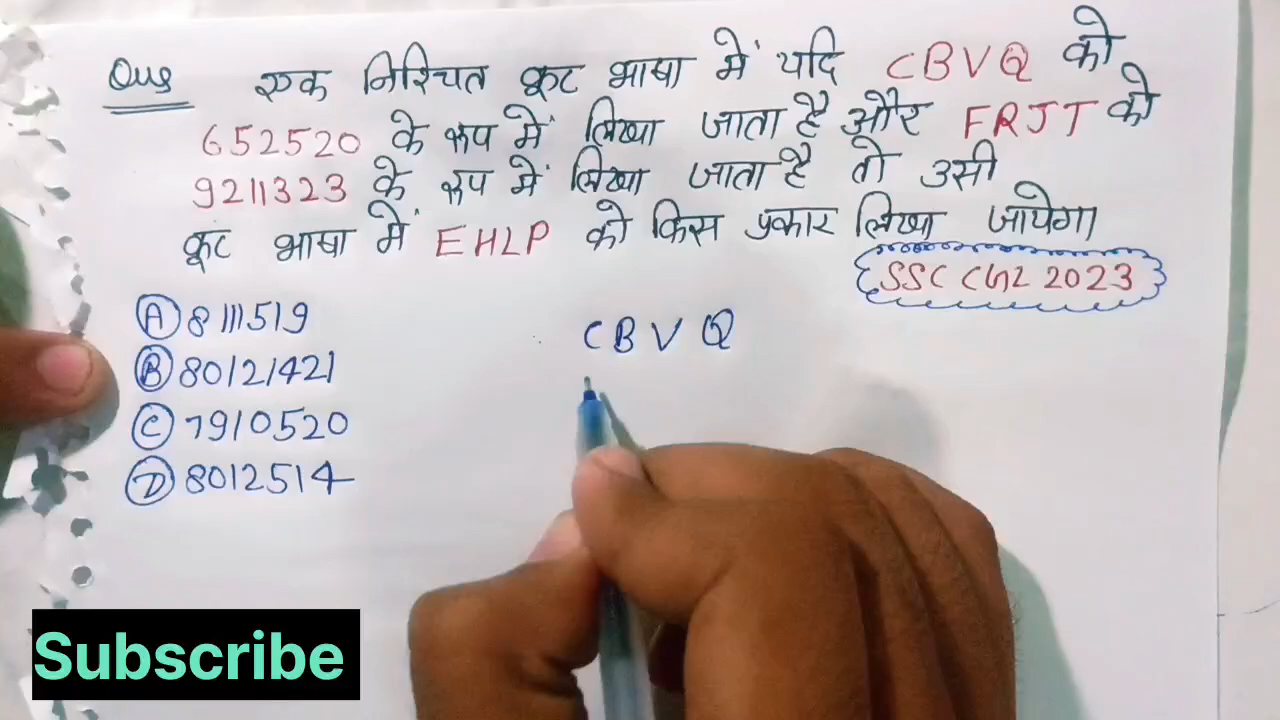 Ques एक निश्चित कूट भाषा में यदि CBVQ को
652520 के रूप में लिखा जाता है और FRJT को
9211323 के रूप में लिखा जाता है तो उसी
कूट भाषा में EHLP को किस प्रकार लिखा जायेगा
SSC CGL 2023
(A) 8111519
(B) 80121421
(C) 7910520
(D) 8012514
CBVQ
Subscribe